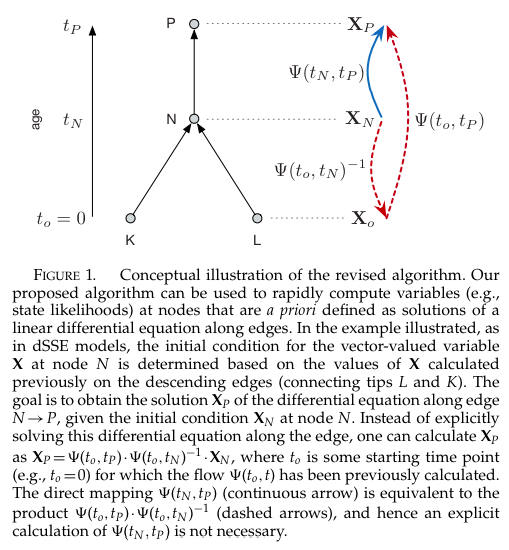 t_P
P
X_P
Ψ(t_N, t_P)
age
t_N
N
X_N
Ψ(t_o, t_P)
Ψ(t_o, t_N)^{-1}
t_o = 0
X_o
K
L
FIGURE 1. Conceptual illustration of the revised algorithm. Our
proposed algorithm can be used to rapidly compute variables (e.g.,
state likelihoods) at nodes that are a priori defined as solutions of a
linear differential equation along edges. In the example illustrated, as
in dSSE models, the initial condition for the vector-valued variable
X at node N is determined based on the values of X calculated
previously on the descending edges (connecting tips L and K). The
goal is to obtain the solution X_P of the differential equation along edge
N→P, given the initial condition X_N at node N. Instead of explicitly
solving this differential equation along the edge, one can calculate X_P
as X_P=Ψ(t_o,t_P)·Ψ(t_o,t_N)^{-1}·X_N, where t_o is some starting time point
(e.g., t_o=0) for which the flow Ψ(t_o,t) has been previously calculated.
The direct mapping Ψ(t_N,t_P) (continuous arrow) is equivalent to the
product Ψ(t_o,t_P)·Ψ(t_o,t_N)^{-1} (dashed arrows), and hence an explicit
calculation of Ψ(t_N,t_P) is not necessary.